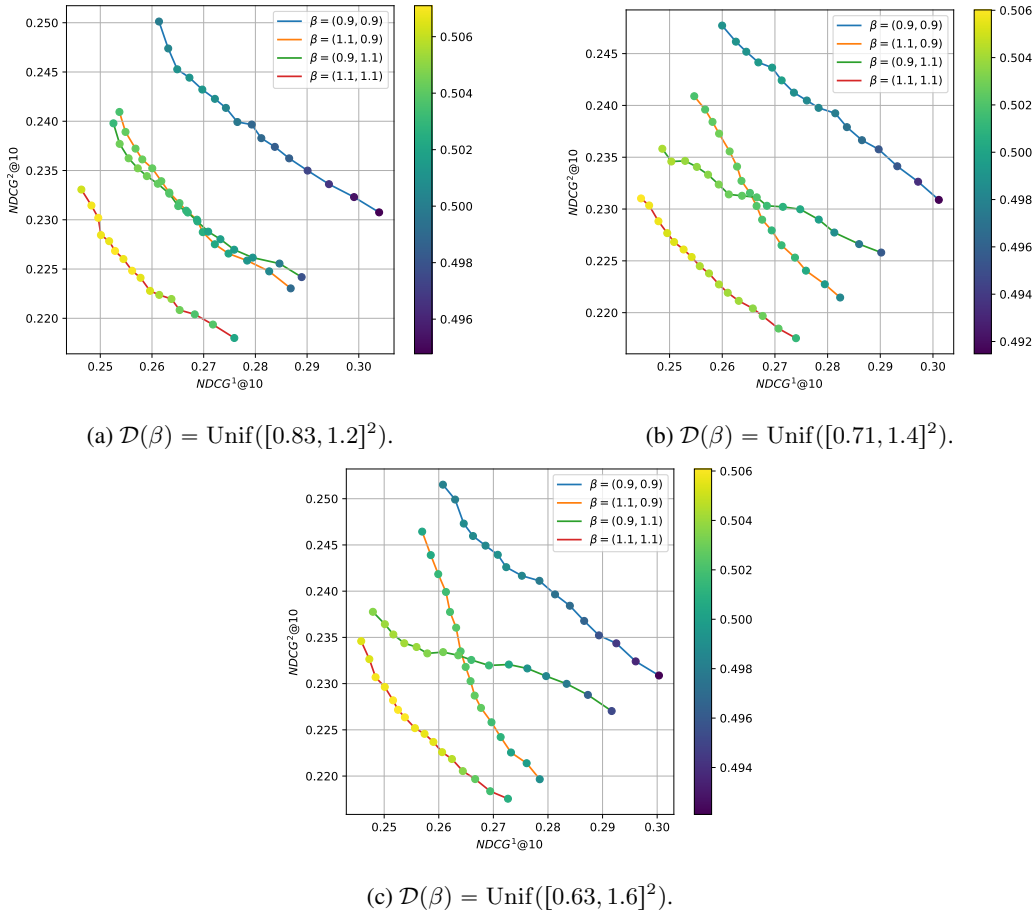 0.250
0.245
0.240
0.235
0.230
0.225
0.220
NDCG²@10
0.25 0.26 0.27 0.28 0.29 0.30
NDCG¹@10
β = (0.9, 0.9)
β = (1.1, 0.9)
β = (0.9, 1.1)
β = (1.1, 1.1)
0.506
0.504
0.502
0.500
0.498
0.496
(a) D(β) = Unif([0.83, 1.2]²).
0.250
0.245
0.240
0.235
0.230
0.225
0.220
NDCG²@10
0.25 0.26 0.27 0.28 0.29 0.30
NDCG¹@10
β = (0.9, 0.9)
β = (1.1, 0.9)
β = (0.9, 1.1)
β = (1.1, 1.1)
0.506
0.504
0.502
0.500
0.498
0.496
0.494
0.492
(b) D(β) = Unif([0.71, 1.4]²).
0.250
0.245
0.240
0.235
0.230
0.225
0.220
NDCG²@10
0.25 0.26 0.27 0.28 0.29 0.30
NDCG¹@10
β = (0.9, 0.9)
β = (1.1, 0.9)
β = (0.9, 1.1)
β = (1.1, 1.1)
0.506
0.504
0.502
0.500
0.498
0.496
0.494
(c) D(β) = Unif([0.63, 1.6]²).